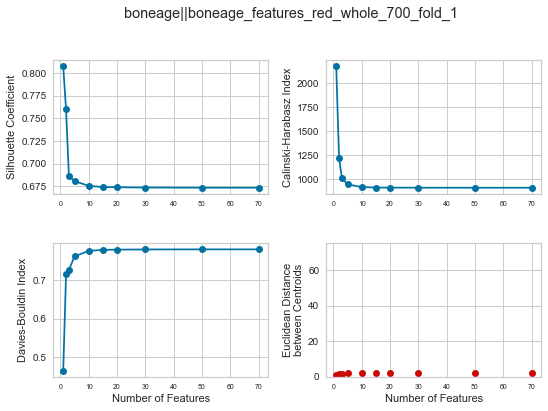 boneage||boneage_features_red_whole_700_fold_1
Silhouette Coefficient
0.800
0.775
0.750
0.725
0.700
0.675
0 10 20 30 40 50 60 70
Calinski-Harabasz Index
2000
1750
1500
1250
1000
0 10 20 30 40 50 60 70
Davies-Bouldin Index
0.7
0.6
0.5
0 10 20 30 40 50 60 70
Number of Features
Euclidean Distance
between Centroids
60
40
20
0
0 10 20 30 40 50 60 70
Number of Features